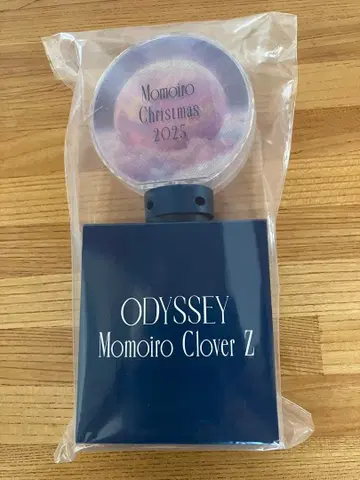 Momoiro
Christmas
2025
ODYSSEY
Momoiro Clover Z